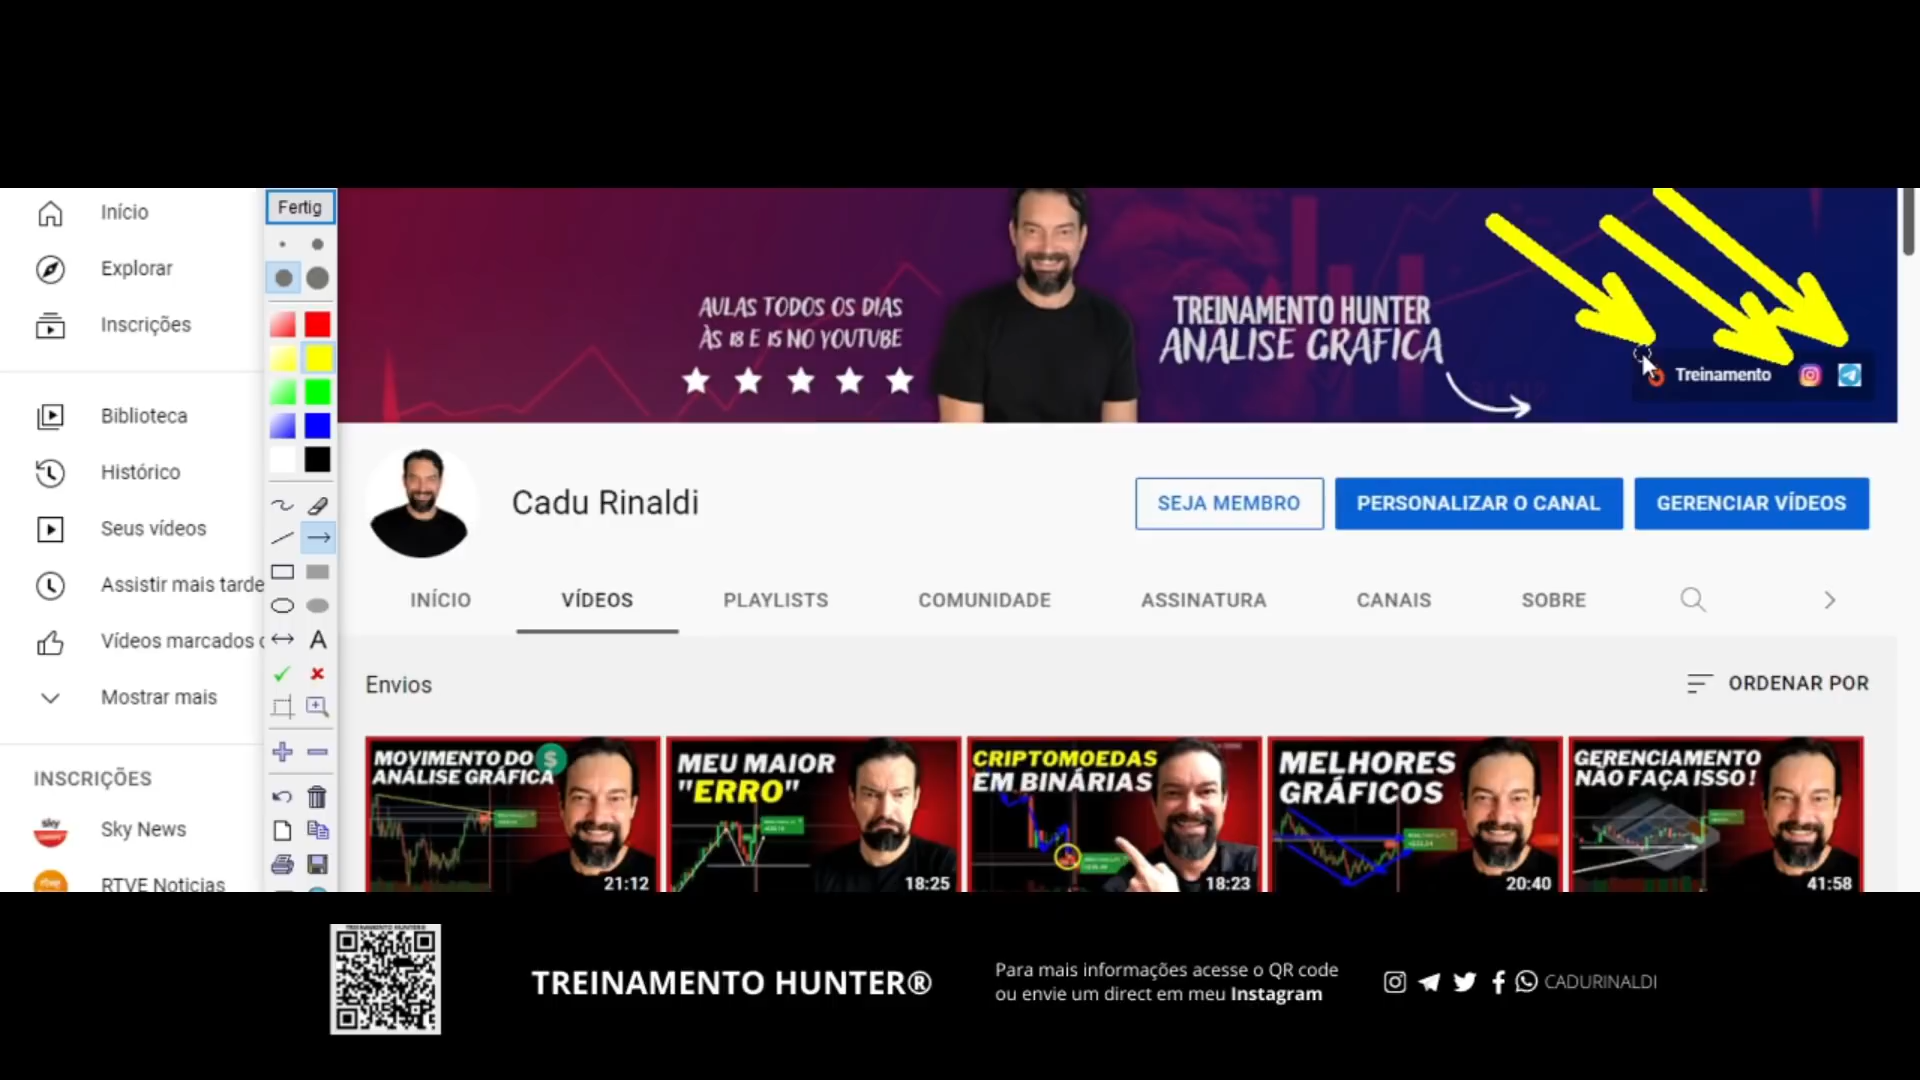 Início
Explorar
Inscrições
Biblioteca
Histórico
Seus vídeos
Assistir mais tarde
Vídeos marcados
Mostrar mais
INSCRIÇÕES
sky
Sky News
RTVE Noticias
Fertig
A
AULAS TODOS OS DIAS
ÀS 18 E 15 NO YOUTUBE
TREINAMENTO HUNTER
ANÁLISE GRÁFICA
Treinamento
Cadu Rinaldi
SEJA MEMBRO
PERSONALIZAR O CANAL
GERENCIAR VÍDEOS
INÍCIO
VÍDEOS
PLAYLISTS
COMUNIDADE
ASSINATURA
CANAIS
SOBRE
Envios
ORDENAR POR
MOVIMENTO DO $
ANÁLISE GRÁFICA
21:12
MEU MAIOR
"ERRO"
18:25
CRIPTOMOEDAS
EM BINÁRIAS
18:23
MELHORES
GRÁFICOS
20:40
GERENCIAMENTO
NÃO FAÇA ISSO!
41:58
TREINAMENTO HUNTER®
Para mais informações acesse o QR code
ou envie um direct em meu Instagram
CADURINALDI